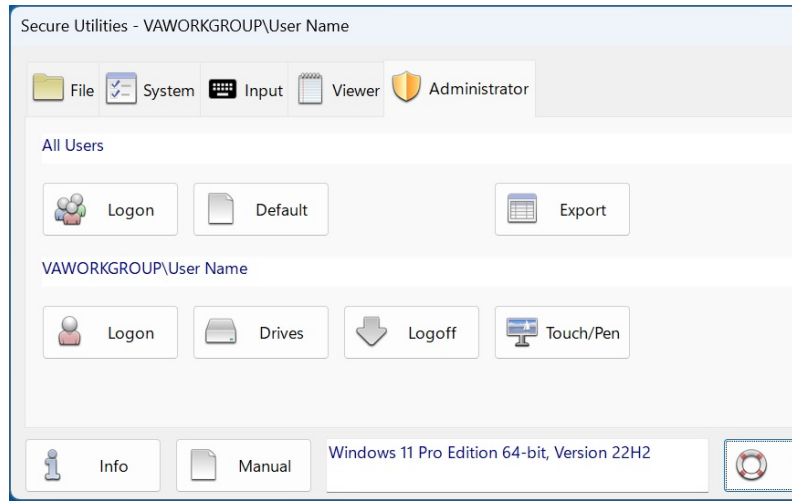 Secure Utilities - VAWORKGROUP\User Name
File System Input Viewer Administrator
All Users
Logon Default Export
VAWORKGROUP\User Name
Logon Drives Logoff Touch/Pen
Info Manual Windows 11 Pro Edition 64-bit, Version 22H2